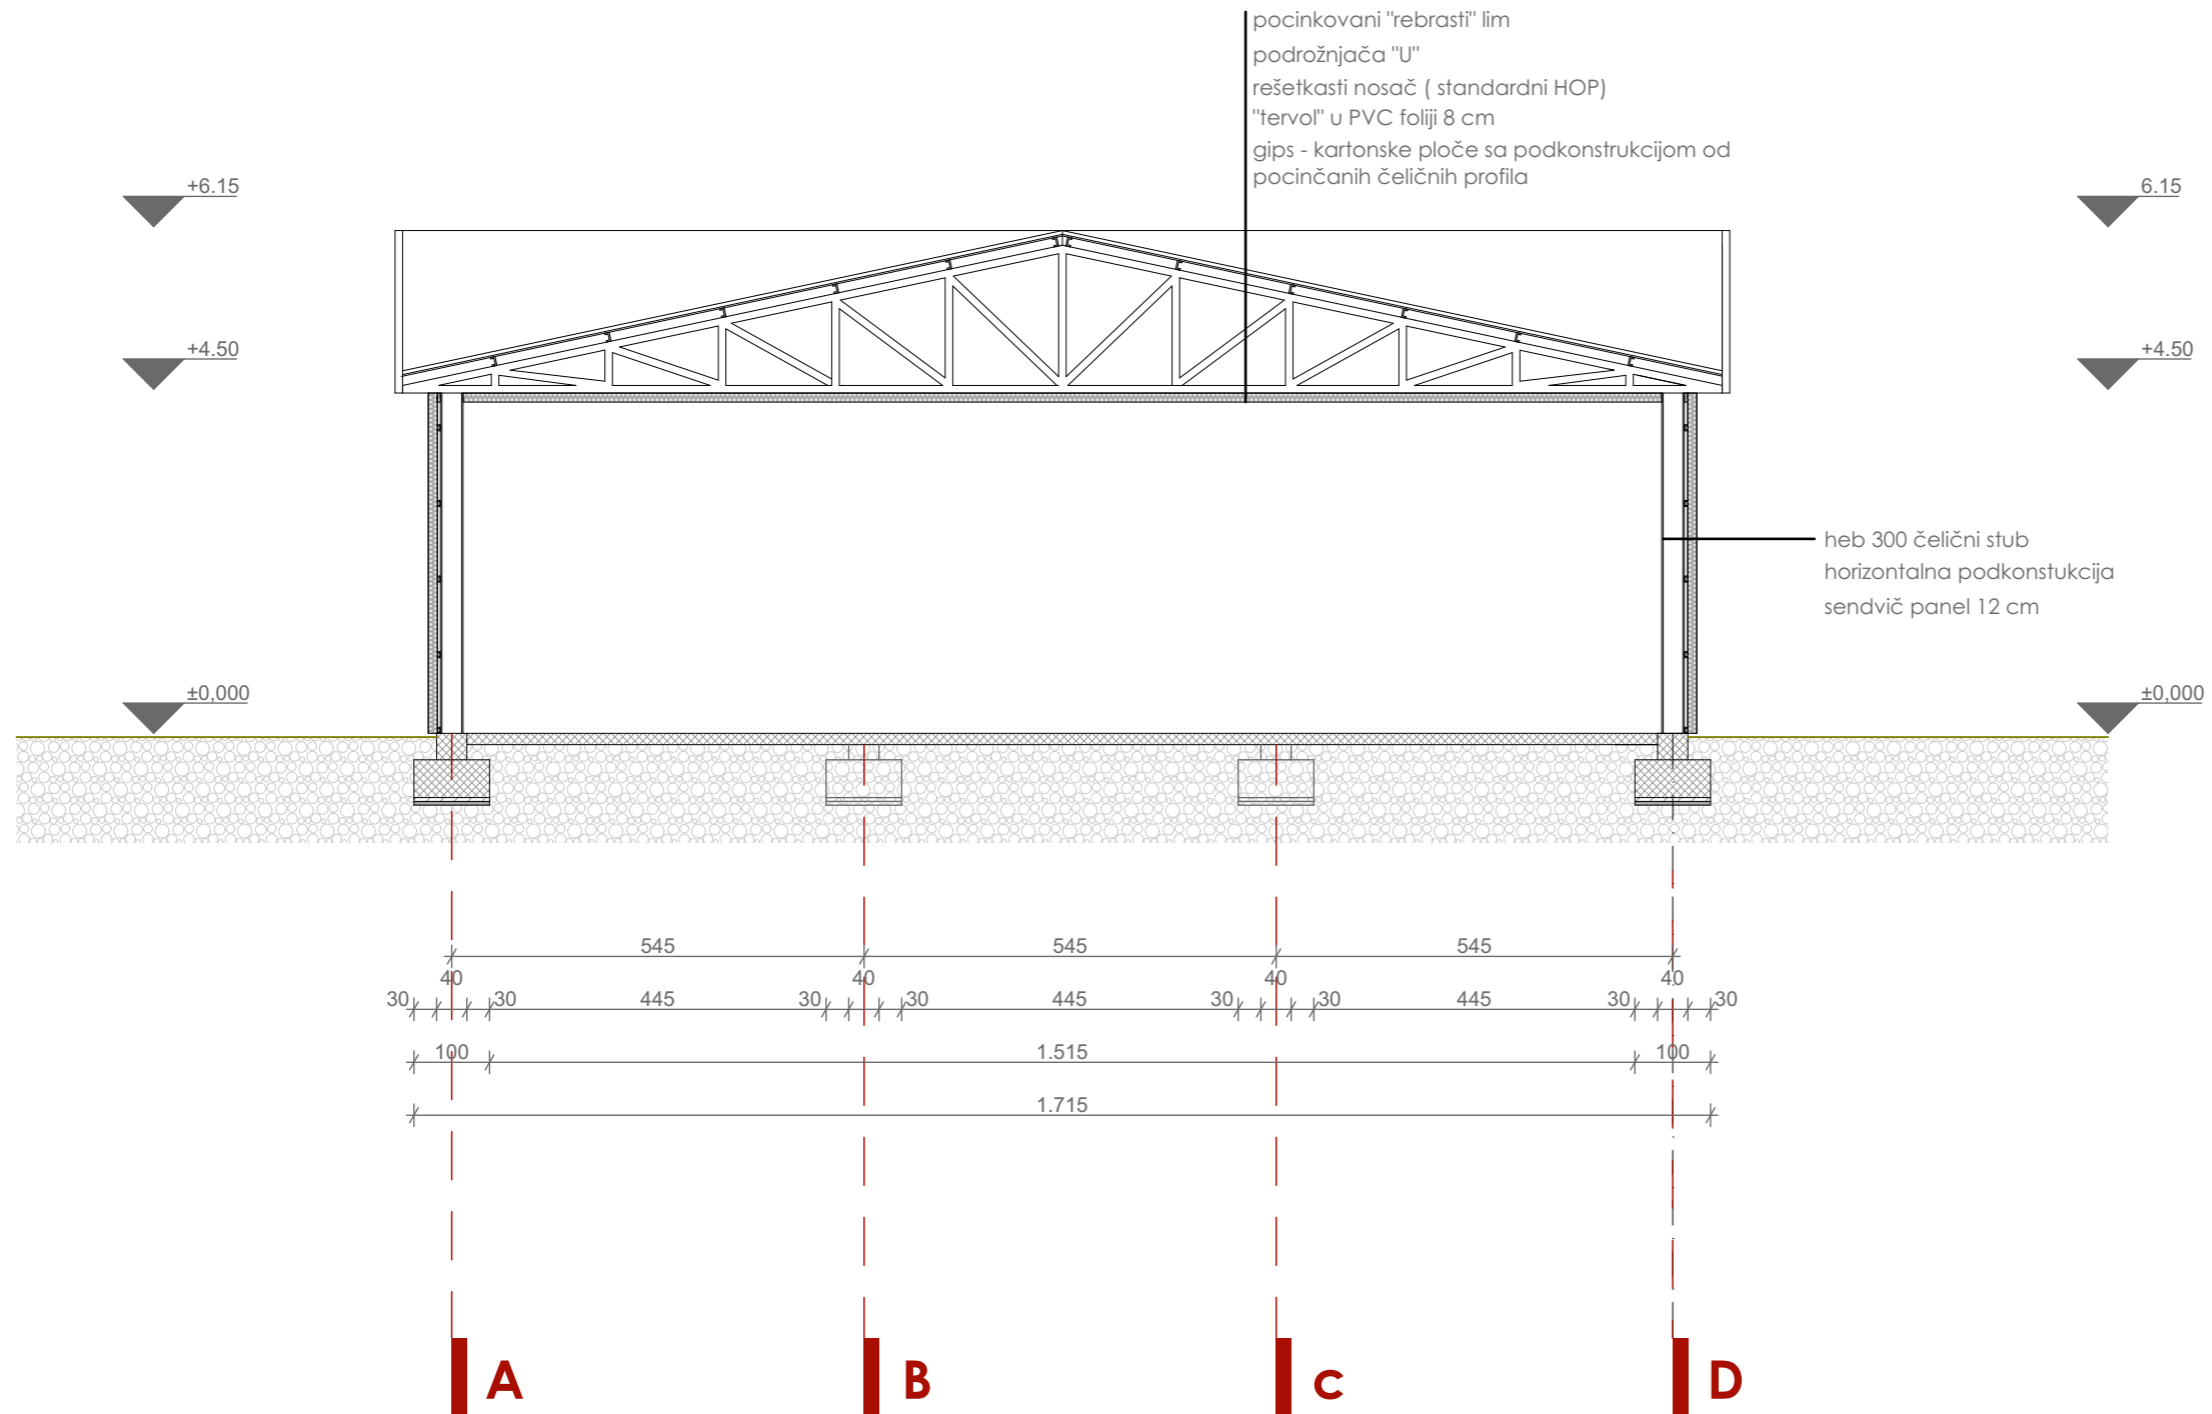 pocinkovani "rebrasti" lim
podrožnjača "U"
rešetkasti nosač ( standardni HOP)
"tervol" u PVC foliji 8 cm
gips - kartonske ploče sa podkonstrukcijom od
pocinčanih čeličnih profila
+6.15
6.15
+4.50
+4.50
heb 300 čelični stub
horizontalna podkonstukcija
sendvič panel 12 cm
±0,000
±0,000
545 545 545
40 40 40 40
30 30 445 30 30 445 30 30 445 30 30
100 1.515 100
1.715
A B c D